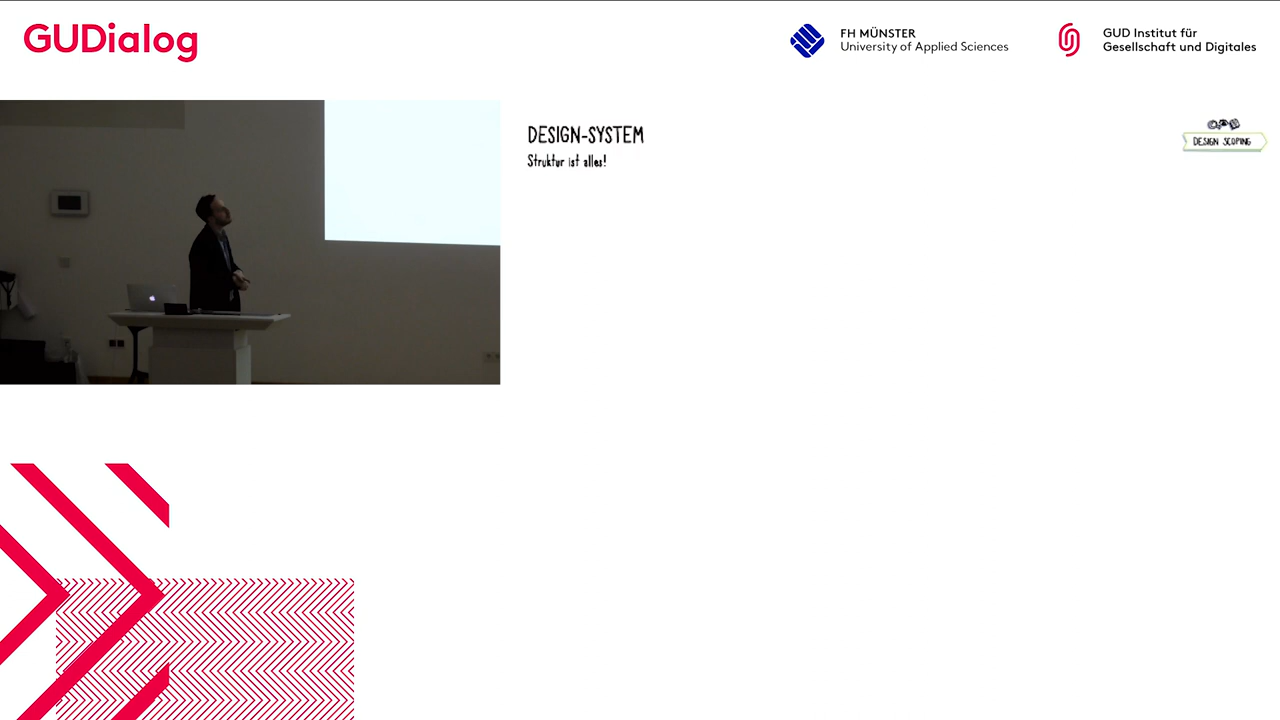 GUDialog
FH MÜNSTER
University of Applied Sciences
GUD Institut für
Gesellschaft und Digitales
DESIGN-SYSTEM
Struktur ist alles!
DESIGN SCOPING